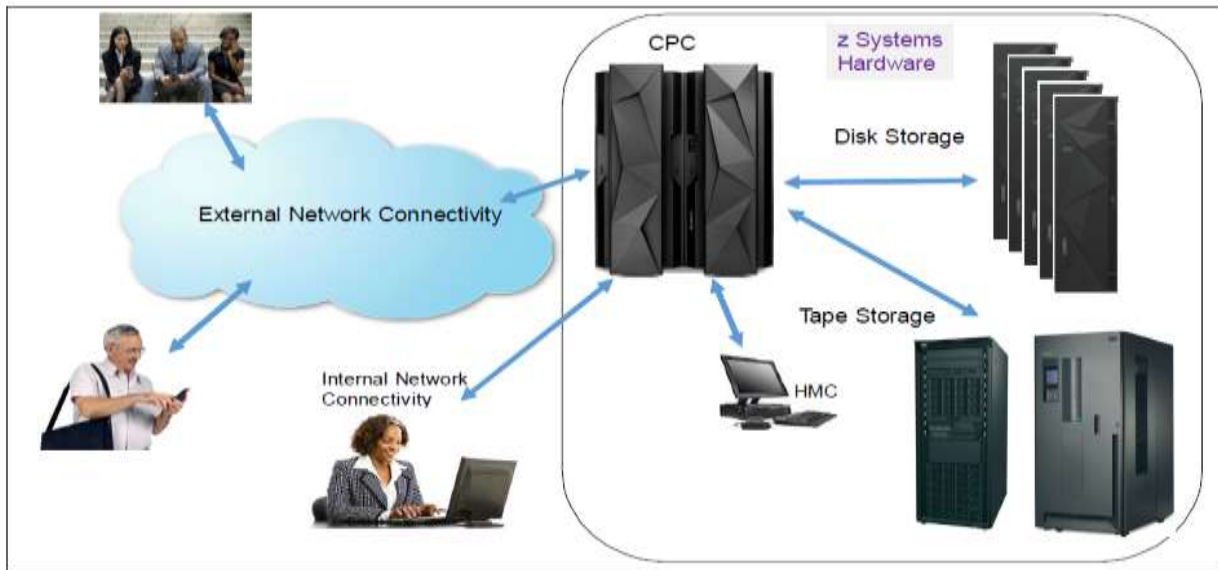 CPC
z Systems
Hardware
Disk Storage
External Network Connectivity
Tape Storage
Internal Network
Connectivity
HMC